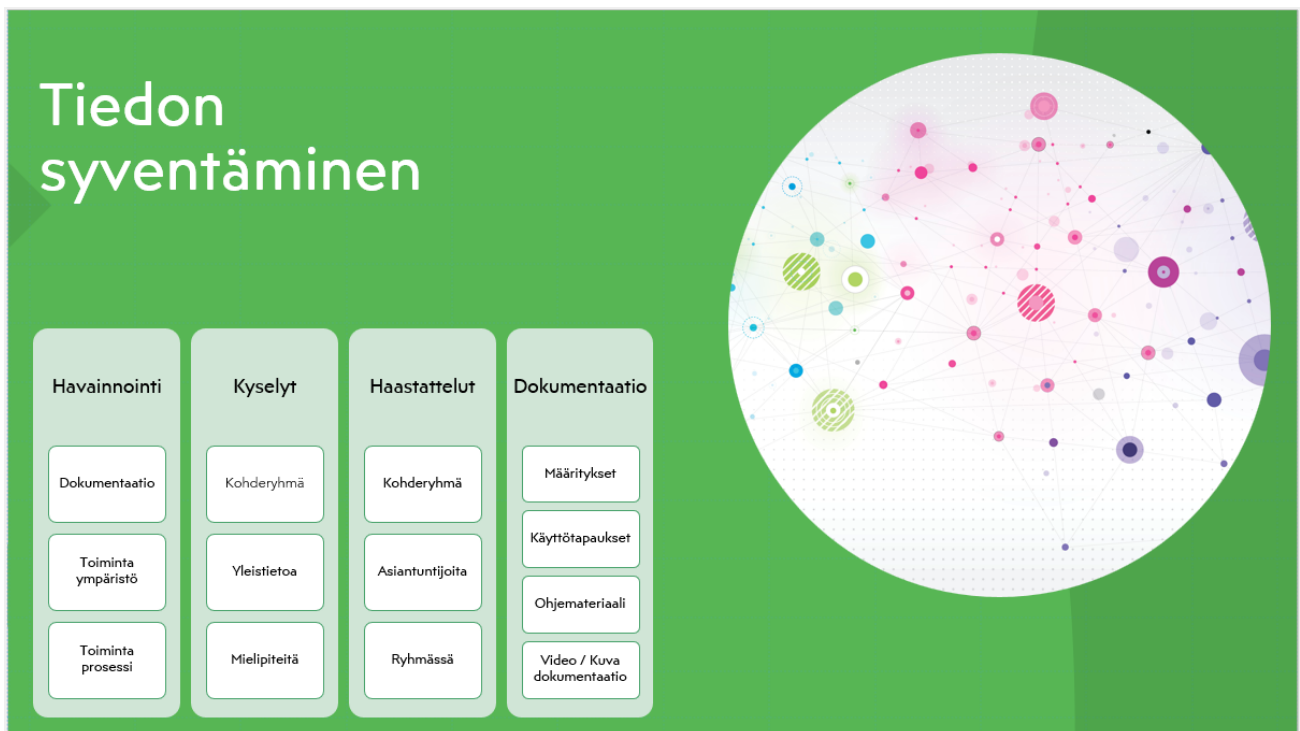 Tiedon
syventäminen
Havainnointi
Dokumentaatio
Toiminta
ympäristö
Toiminta
prosessi
Kyselyt
Kohderyhmä
Yleistietoa
Mielipiteitä
Haastattelut
Kohderyhmä
Asiantuntijoita
Ryhmässä
Dokumentaatio
Määritykset
Käyttötapaukset
Ohjemateriaali
Video / Kuva
dokumentaatio